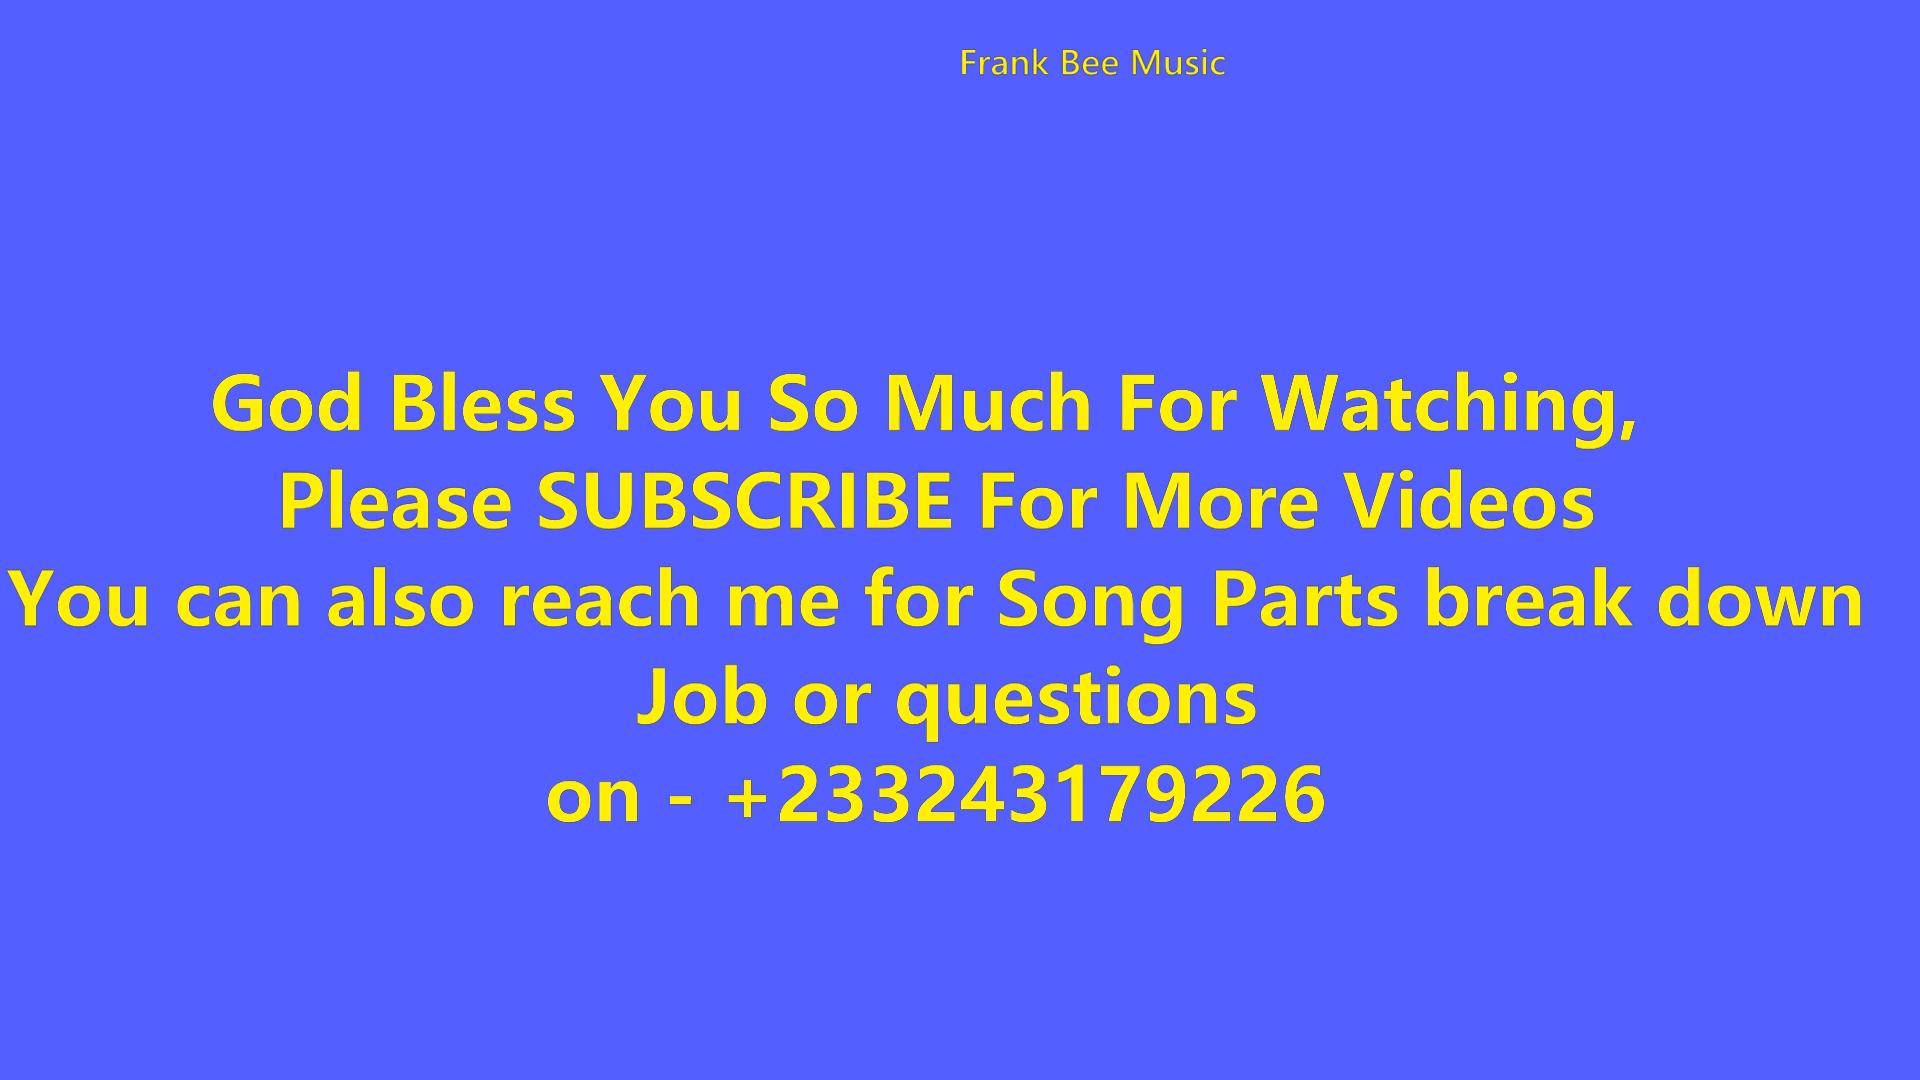 Frank Bee Music
God Bless You So Much For Watching,
Please SUBSCRIBE For More Videos
You can also reach me for Song Parts break down
Job or questions
on - +233243179226